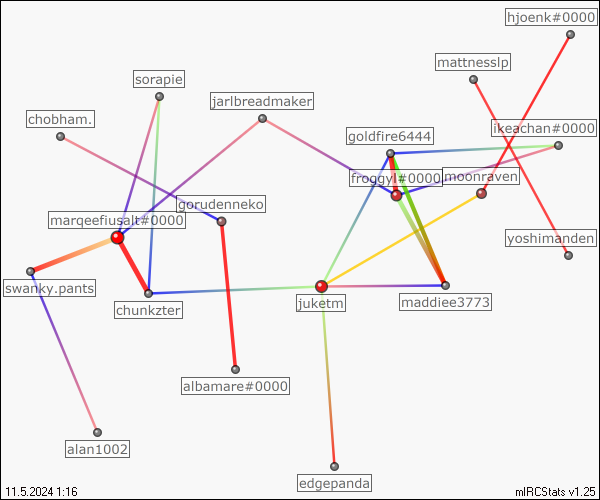 hjoenk#0000
mattnesslp
sorapie
jarlbreadmaker
chobham.
ikeachan#0000
goldfire6444
froggyl#0000
moonraven
gorudenneko
marqeefiusalt#0000
yoshimanden
swanky.pants
juketm
maddiee3773
chunkzter
albamare#0000
alan1002
edgepanda
11.5.2024 1:16
mIRCStats v1.25